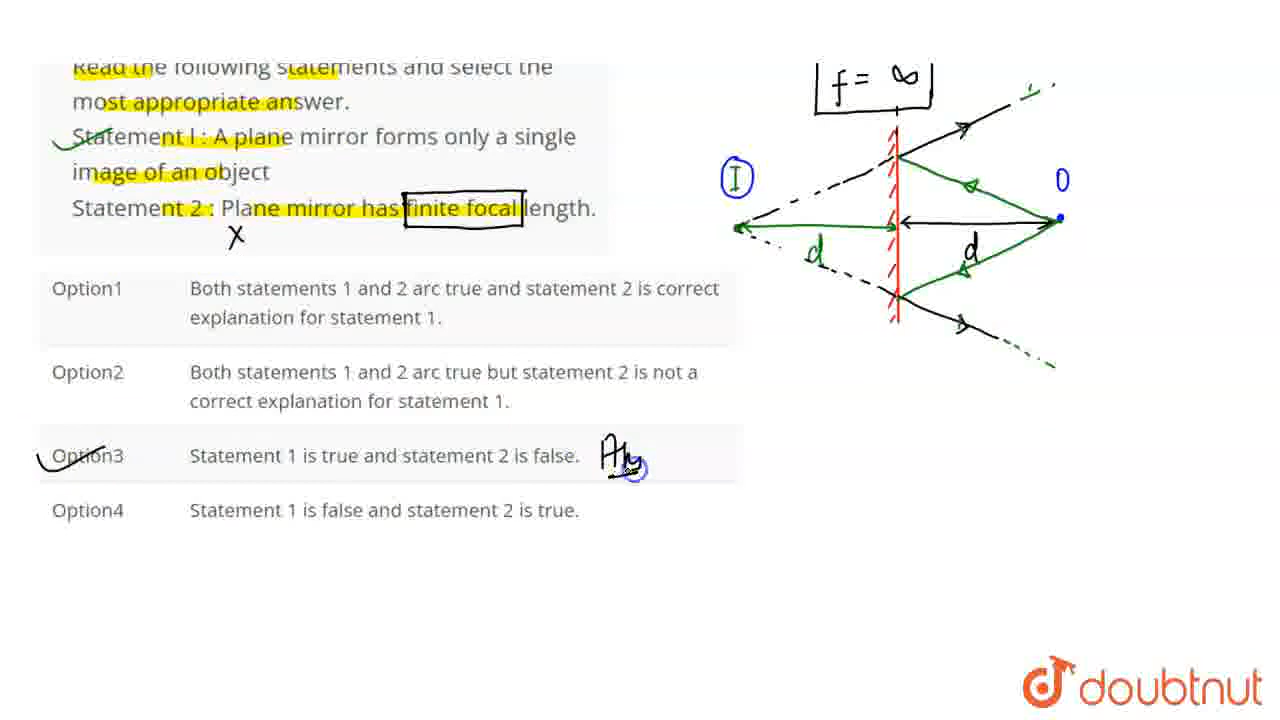 Read the following statements and select the
f = ∞
most appropriate answer.
Statement I : A plane mirror forms only a single
image of an object
I
O
Statement 2 : Plane mirror has finite focal length.
x
d
d
Option1 Both statements 1 and 2 arc true and statement 2 is correct
explanation for statement 1.
Option2 Both statements 1 and 2 arc true but statement 2 is not a
correct explanation for statement 1.
Option3 Statement 1 is true and statement 2 is false.
Option4 Statement 1 is false and statement 2 is true.
doubtnut